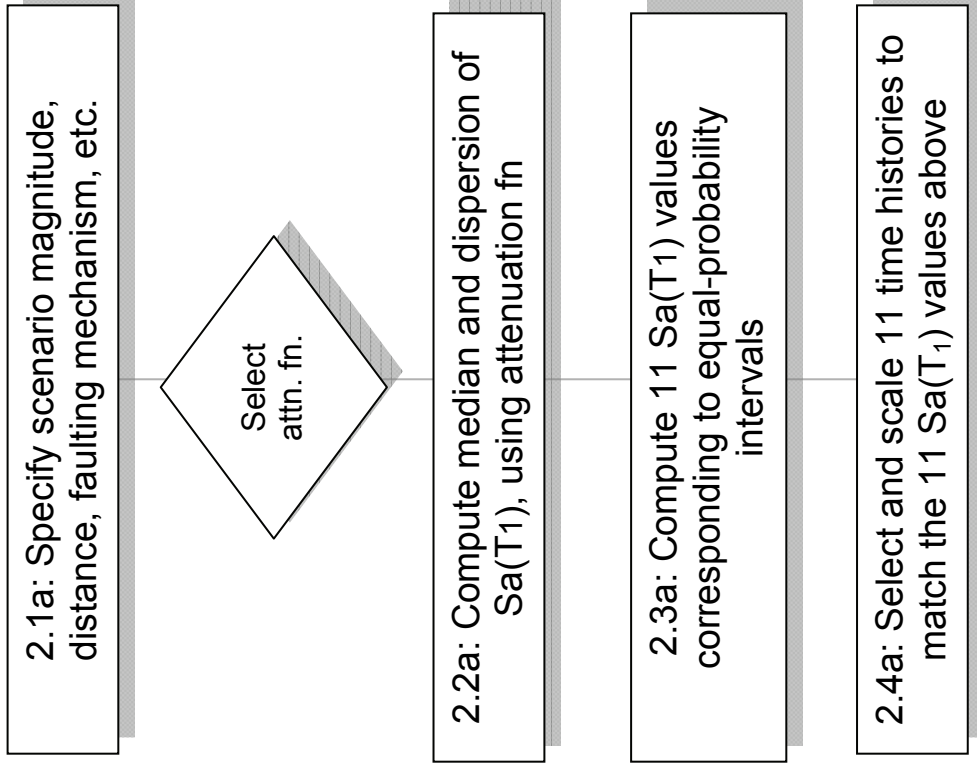 2.1a: Specify scenario magnitude,
distance, faulting mechanism, etc.
Select
attn. fn.
2.2a: Compute median and dispersion of
Sa(T1), using attenuation fn
2.3a: Compute 11 Sa(T1) values
corresponding to equal-probability
intervals
2.4a: Select and scale 11 time histories to
match the 11 Sa(T₁) values above